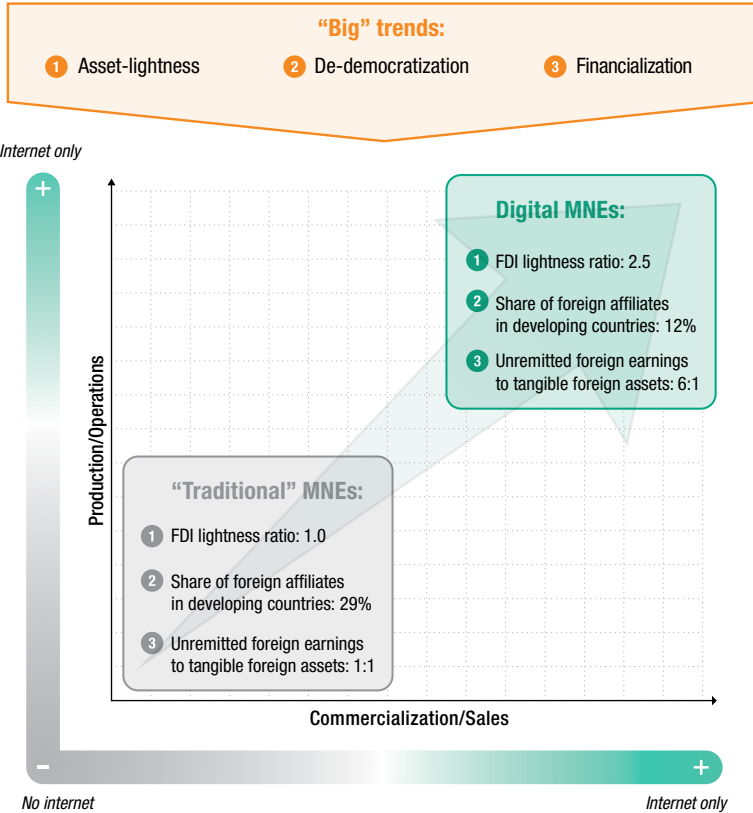 “Big” trends:
1 Asset-lightness 2 De-democratization 3 Financialization
Internet only
+
Digital MNEs:
1 FDI lightness ratio: 2.5
2 Share of foreign affiliates
in developing countries: 12%
3 Unremitted foreign earnings
to tangible foreign assets: 6:1
Production/Operations
“Traditional” MNEs:
1 FDI lightness ratio: 1.0
2 Share of foreign affiliates
in developing countries: 29%
3 Unremitted foreign earnings
to tangible foreign assets: 1:1
Commercialization/Sales
– +
No internet Internet only